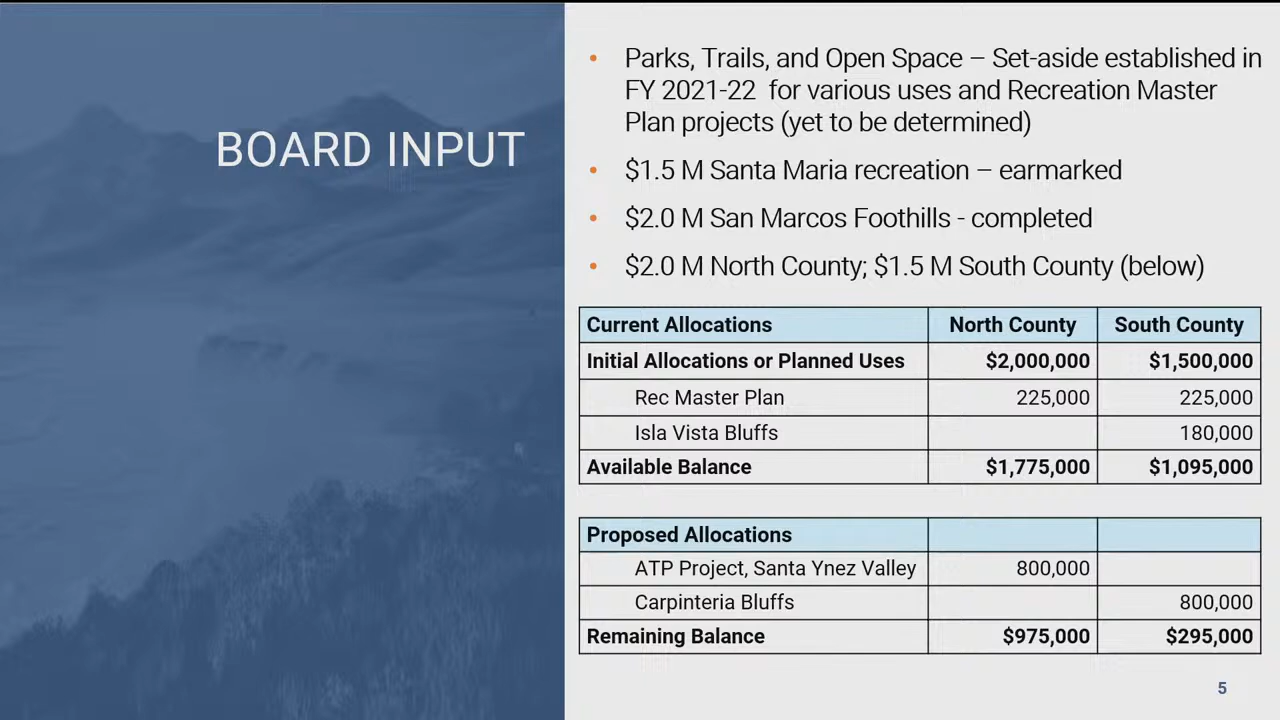 BOARD INPUT
• Parks, Trails, and Open Space – Set-aside established in
FY 2021-22 for various uses and Recreation Master
Plan projects (yet to be determined)
• $1.5 M Santa Maria recreation – earmarked
• $2.0 M San Marcos Foothills - completed
• $2.0 M North County; $1.5 M South County (below)
Current Allocations North County South County
Initial Allocations or Planned Uses $2,000,000 $1,500,000
Rec Master Plan 225,000 225,000
Isla Vista Bluffs 180,000
Available Balance $1,775,000 $1,095,000
Proposed Allocations
ATP Project, Santa Ynez Valley 800,000
Carpinteria Bluffs 800,000
Remaining Balance $975,000 $295,000
5